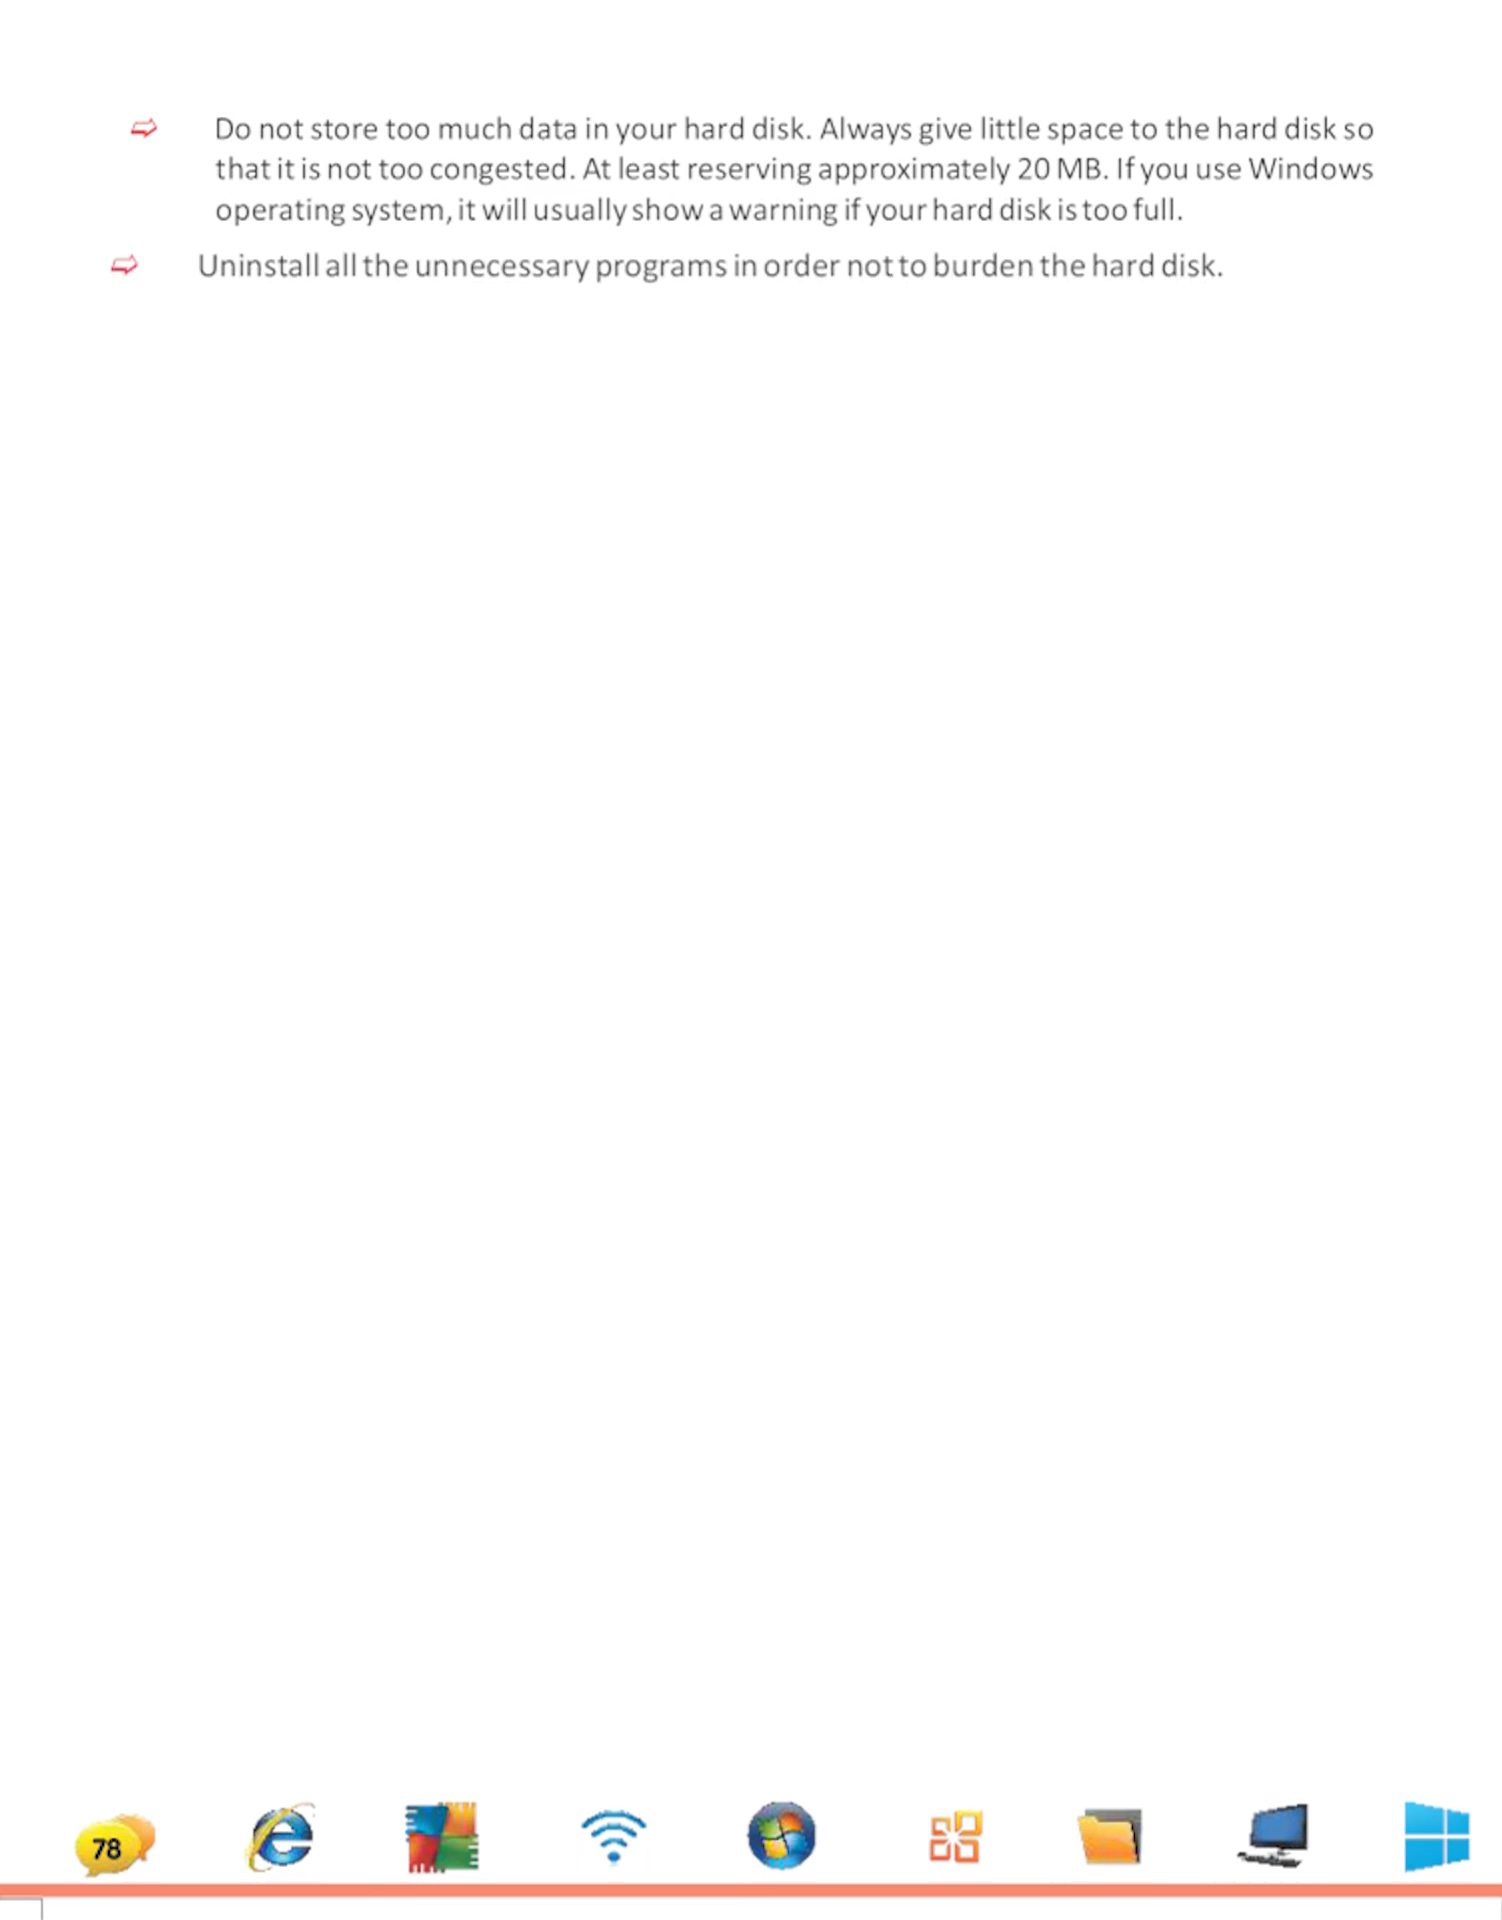 Do not store too much data in your hard disk. Always give little space to the hard disk so
that it is not too congested. At least reserving approximately 20 MB. If you use Windows
operating system, it will usually show a warning if your hard disk is too full.
Uninstall all the unnecessary programs in order not to burden the hard disk.
78